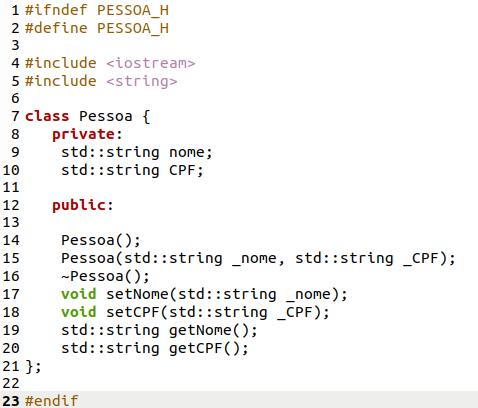 1 #ifndef PESSOA_H
2 #define PESSOA_H
3
4 #include <iostream>
5 #include <string>
6
7 class Pessoa {
8    private:
9     std::string nome;
10     std::string CPF;
11
12    public:
13
14     Pessoa();
15     Pessoa(std::string _nome, std::string _CPF);
16     ~Pessoa();
17     void setNome(std::string _nome);
18     void setCPF(std::string _CPF);
19     std::string getNome();
20     std::string getCPF();
21 };
22
23 #endif